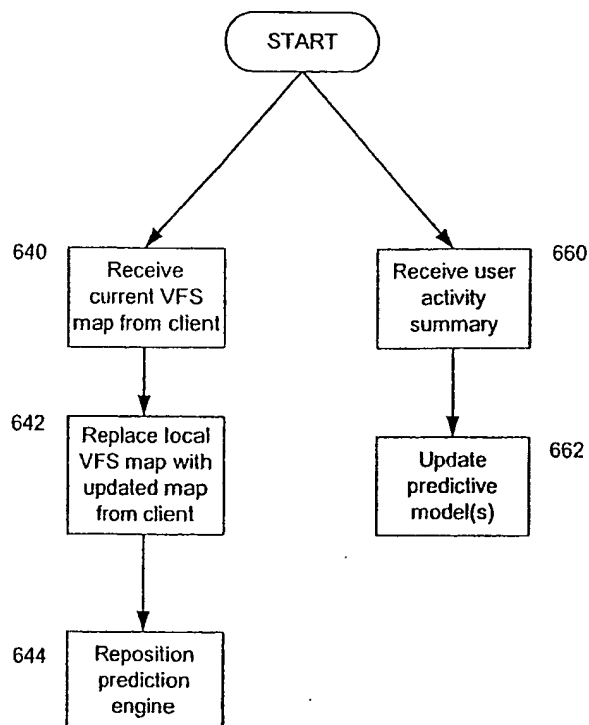 START
640
Receive
current VFS
map from client
660
Receive user
activity
summary
642
Replace local
VFS map with
updated map
from client
662
Update
predictive
model(s)
644
Reposition
prediction
engine